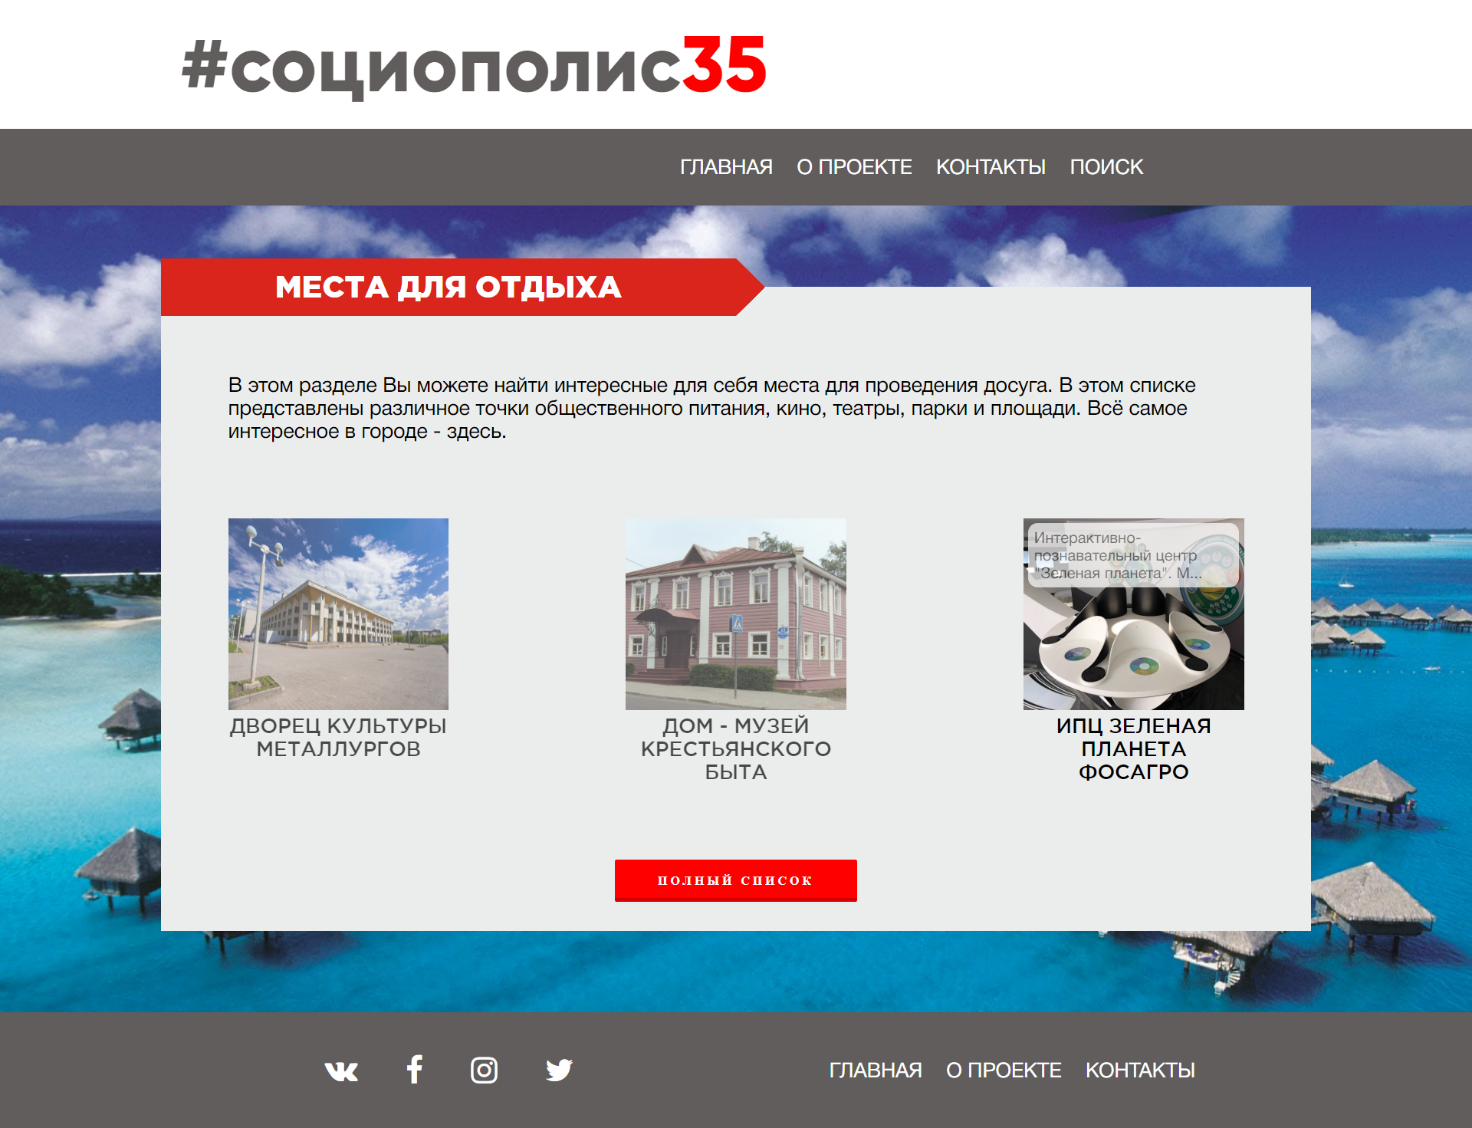 #социополис35
ГЛАВНАЯ О ПРОЕКТЕ КОНТАКТЫ ПОИСК
МЕСТА ДЛЯ ОТДЫХА
В этом разделе Вы можете найти интересные для себя места для проведения досуга. В этом списке
представлены различное точки общественного питания, кино, театры, парки и площади. Всё самое
интересное в городе - здесь.
Интерактивно-
познавательный центр
"Зеленая планета". М...
ДВОРЕЦ КУЛЬТУРЫ
МЕТАЛЛУРГОВ
ДОМ - МУЗЕЙ
КРЕСТЬЯНСКОГО
БЫТА
ИПЦ ЗЕЛЕНАЯ
ПЛАНЕТА
ФОСАГРО
ПОЛНЫЙ СПИСОК
ГЛАВНАЯ О ПРОЕКТЕ КОНТАКТЫ